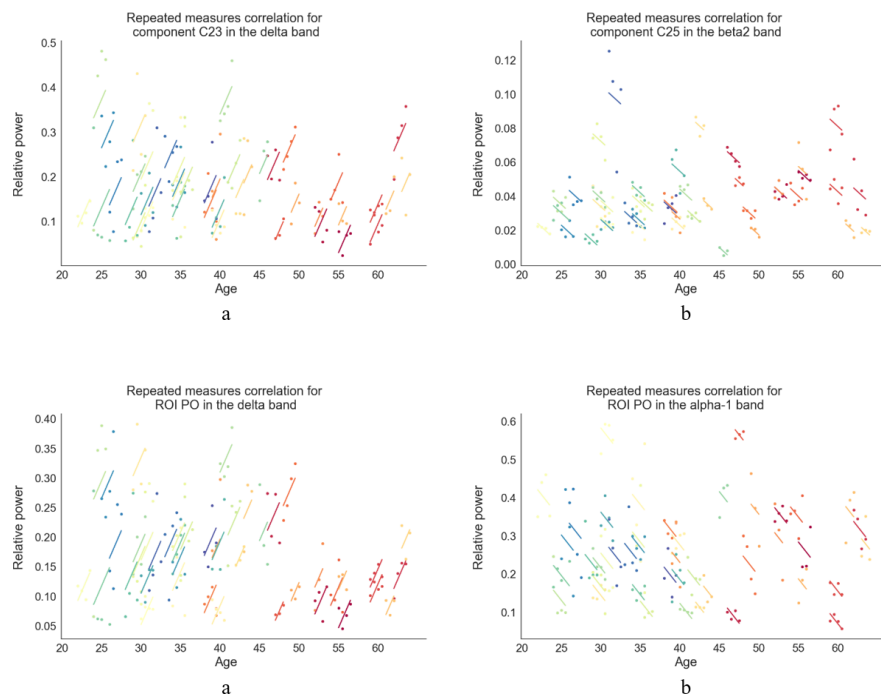 Repeated measures correlation for
component C23 in the delta band
0.5
0.4
0.3
0.2
0.1
Relative power
20 25 30 35 40 45 50 55 60
Age
a
Repeated measures correlation for
component C25 in the beta2 band
0.12
0.10
0.08
0.06
0.04
0.02
0.00
Relative power
20 25 30 35 40 45 50 55 60
Age
b
Repeated measures correlation for
ROI PO in the delta band
0.40
0.35
0.30
0.25
0.20
0.15
0.10
0.05
Relative power
20 25 30 35 40 45 50 55 60
Age
a
Repeated measures correlation for
ROI PO in the alpha-1 band
0.6
0.5
0.4
0.3
0.2
0.1
Relative power
20 25 30 35 40 45 50 55 60
Age
b